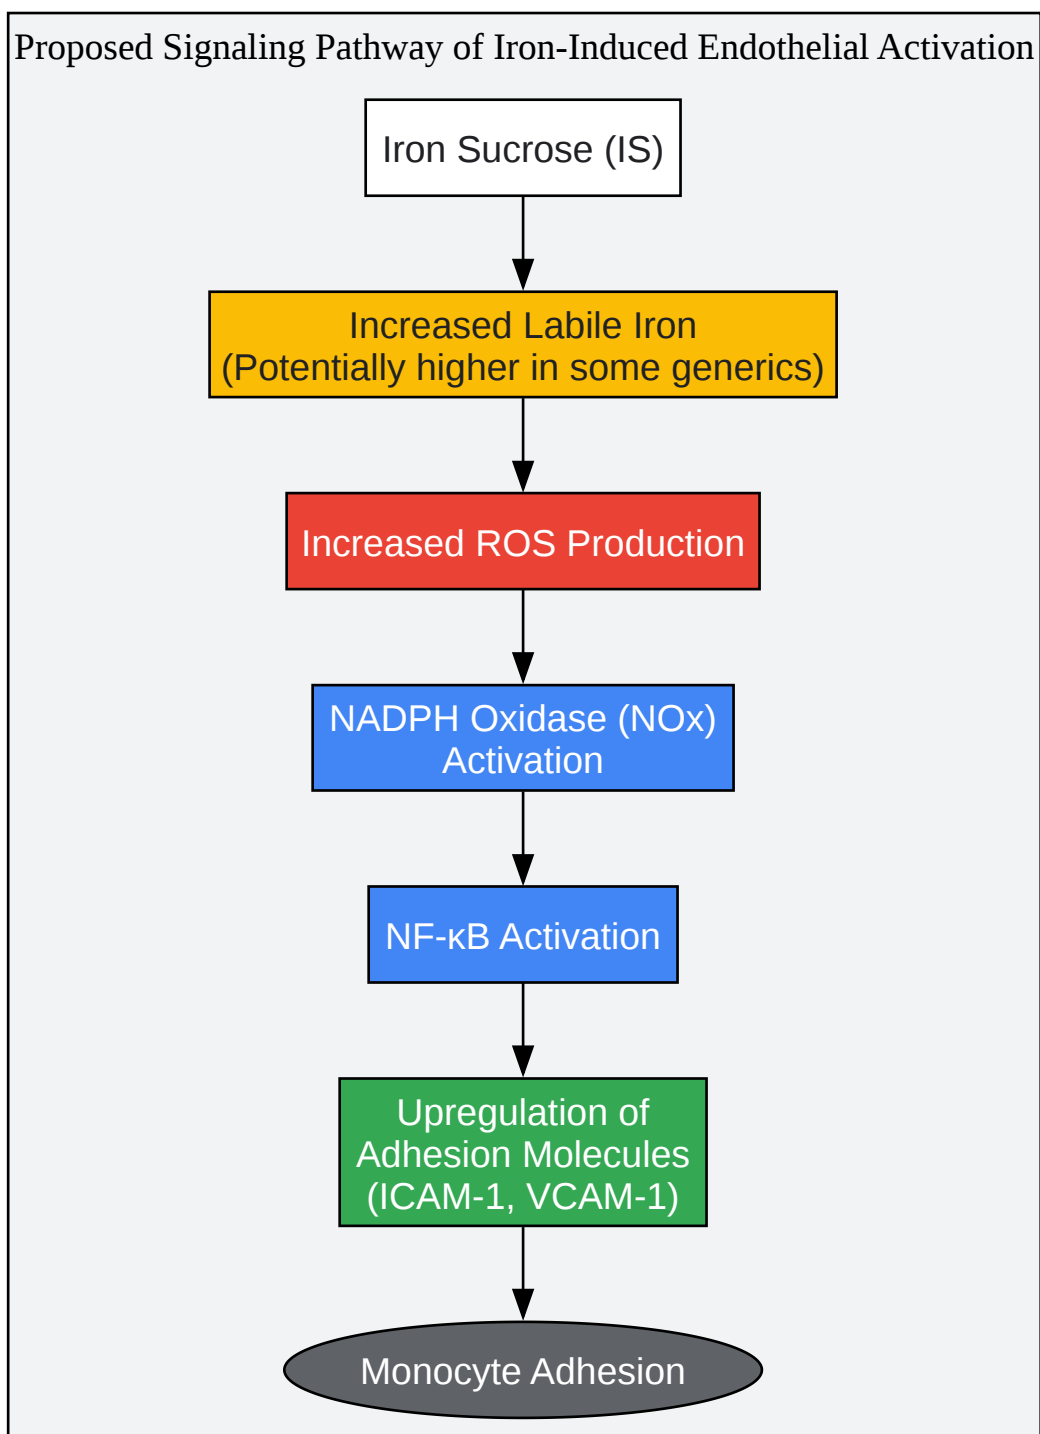 Proposed Signaling Pathway of Iron-Induced Endothelial Activation
Iron Sucrose (IS)
Increased Labile Iron
(Potentially higher in some generics)
Increased ROS Production
NADPH Oxidase (NOx)
Activation
NF-κB Activation
Upregulation of
Adhesion Molecules
(ICAM-1, VCAM-1)
Monocyte Adhesion